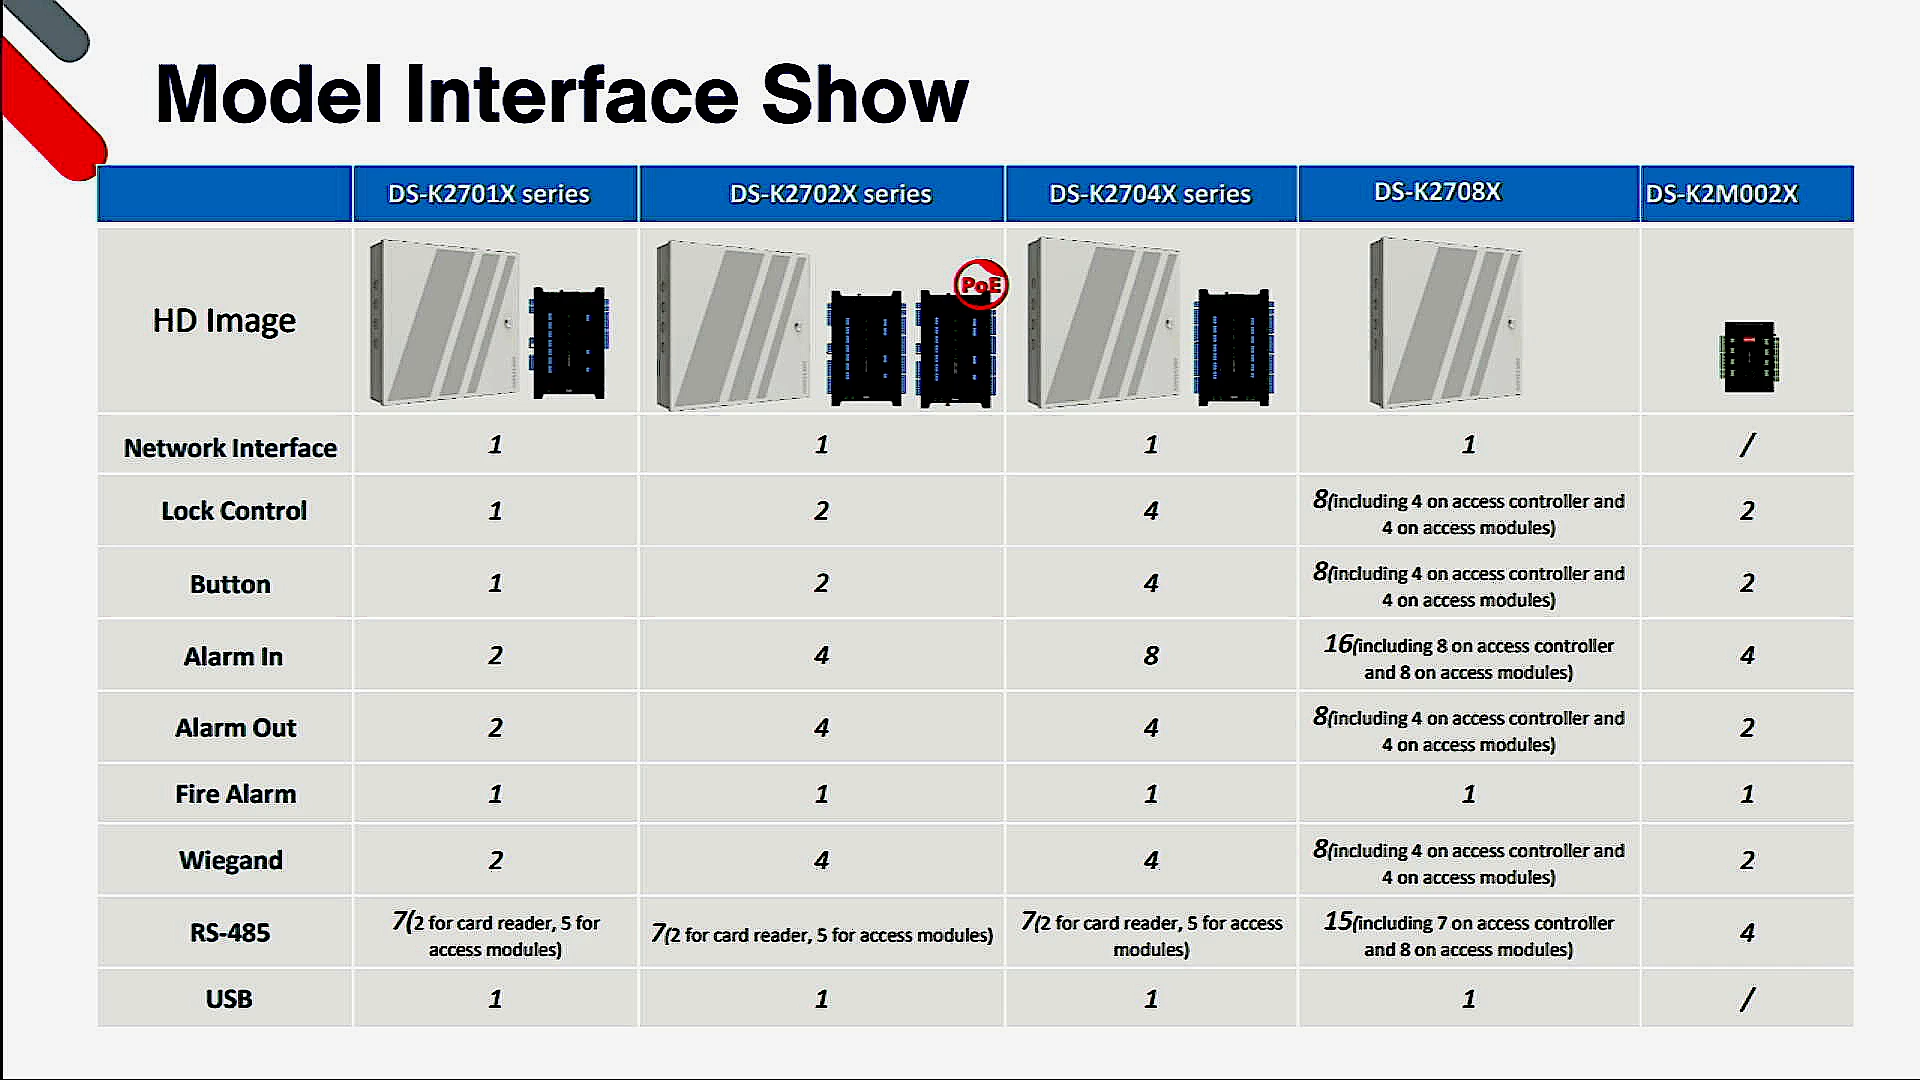 Model Interface Show
DS-K2701X series DS-K2702X series DS-K2704X series DS-K2708X DS-K2M002X
HD Image
PoE
Network Interface 1 1 1 1 /
Lock Control 1 2 4 8(including 4 on access controller and 4 on access modules) 2
Button 1 2 4 8(including 4 on access controller and 4 on access modules) 2
Alarm In 2 4 8 16(including 8 on access controller and 8 on access modules) 4
Alarm Out 2 4 4 8(including 4 on access controller and 4 on access modules) 2
Fire Alarm 1 1 1 1 1
Wiegand 2 4 4 8(including 4 on access controller and 4 on access modules) 2
RS-485 7(2 for card reader, 5 for access modules) 7(2 for card reader, 5 for access modules) 7(2 for card reader, 5 for access modules) 15(including 7 on access controller and 8 on access modules) 4
USB 1 1 1 1 /